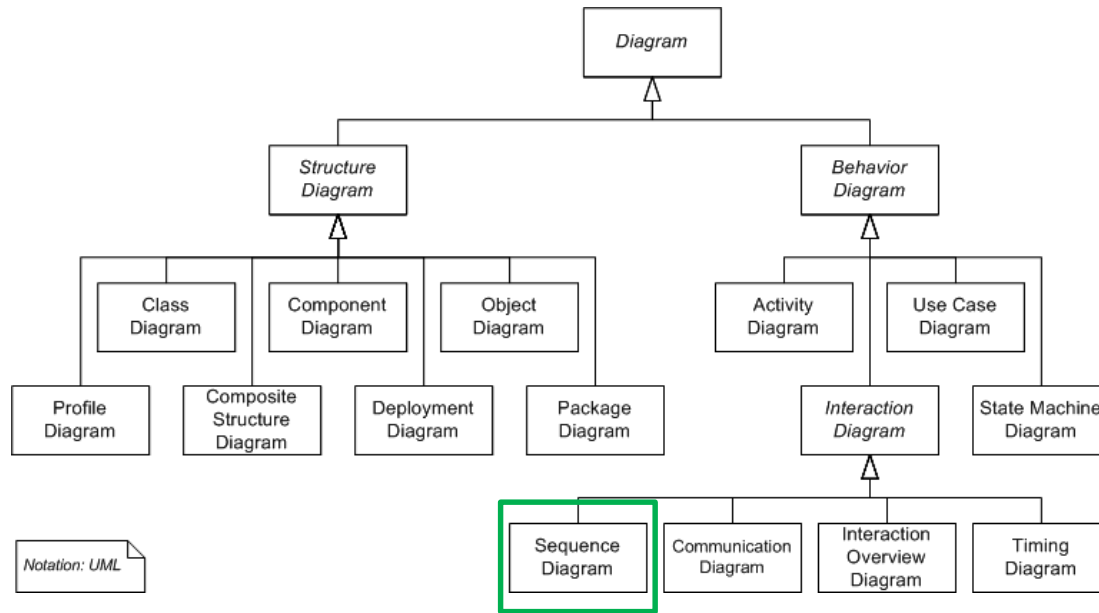 Diagram
Structure
Diagram
Behavior
Diagram
Class
Diagram
Component
Diagram
Object
Diagram
Activity
Diagram
Use Case
Diagram
Profile
Diagram
Composite
Structure
Diagram
Deployment
Diagram
Package
Diagram
Interaction
Diagram
State Machine
Diagram
Sequence
Diagram
Communication
Diagram
Interaction
Overview
Diagram
Timing
Diagram
Notation: UML